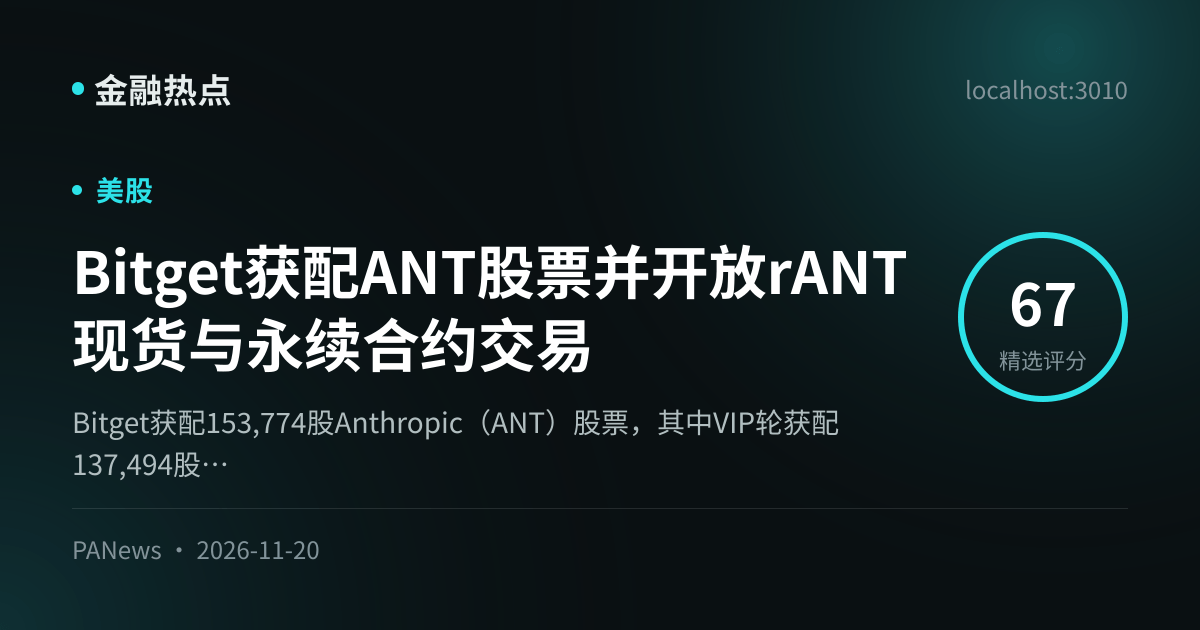 金融热点
localhost:3010
美股
Bitget获配ANT股票并开放rANT
现货与永续合约交易
67
精选评分
Bitget获配153,774股Anthropic（ANT）股票，其中VIP轮获配
137,494股…
PANews · 2026-11-20